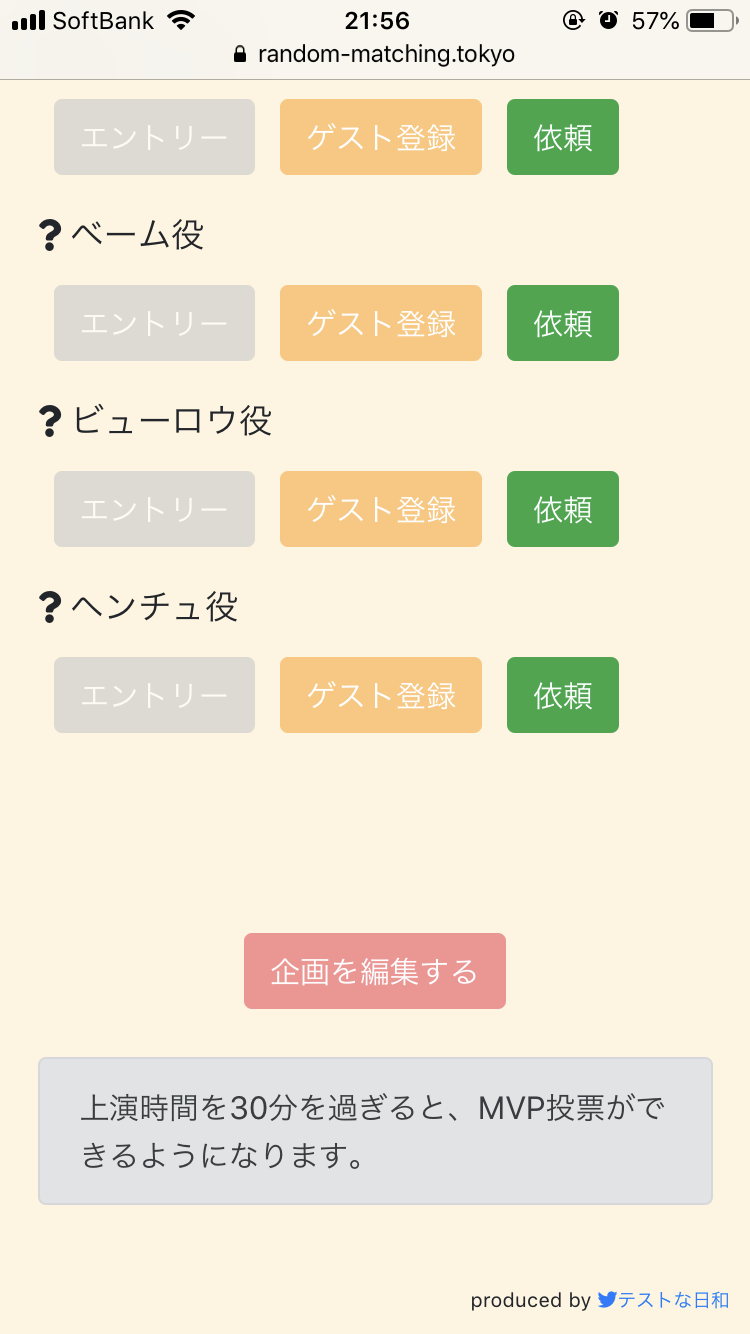 SoftBank 21:56 57%
random-matching.tokyo
エントリー ゲスト登録 依頼
?ベーム役
エントリー ゲスト登録 依頼
?ビューロウ役
エントリー ゲスト登録 依頼
?ヘンチュ役
エントリー ゲスト登録 依頼
企画を編集する
上演時間を30分を過ぎると、MVP投票がで
きるようになります。
produced by テストな日和